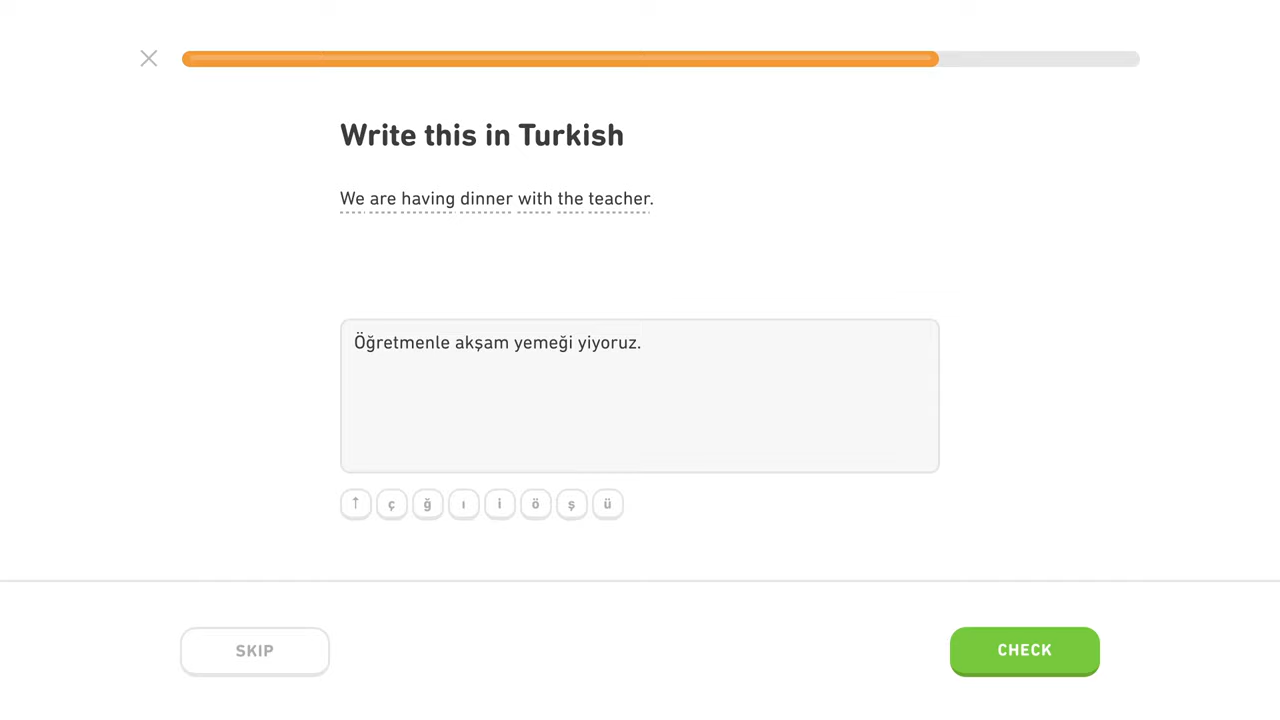 Write this in Turkish
We are having dinner with the teacher.
Öğretmenle akşam yemeği yiyoruz.
↑ ç ğ ı i ö ş ü
SKIP CHECK